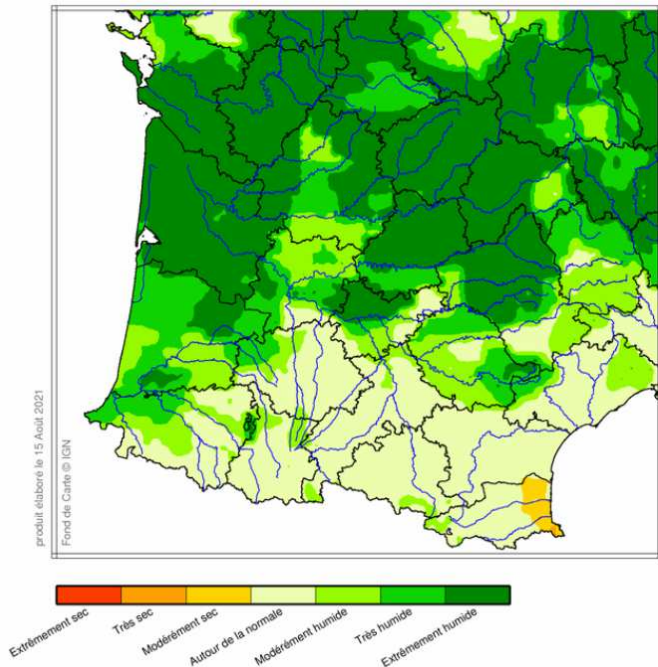 produit élaboré le 15 Août 2021
Fond de Carte © IGN
Extrêmement sec
Très sec
Modérément sec
Autour de la normale
Modérément humide
Très humide
Extrêmement humide